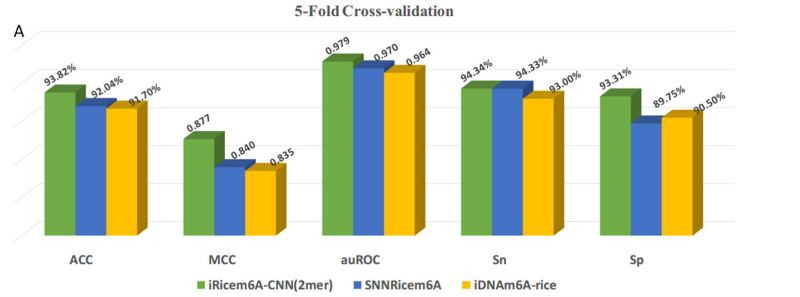 5-Fold Cross-validation
A
93.82% 92.04% 91.70% 0.877 0.840 0.835 0.979 0.970 0.964 94.34% 94.33% 93.00% 93.31% 89.75% 90.50%
ACC MCC auROC Sn Sp
iRicem6A-CNN(2mer) SNNRicem6A iDNAm6A-rice